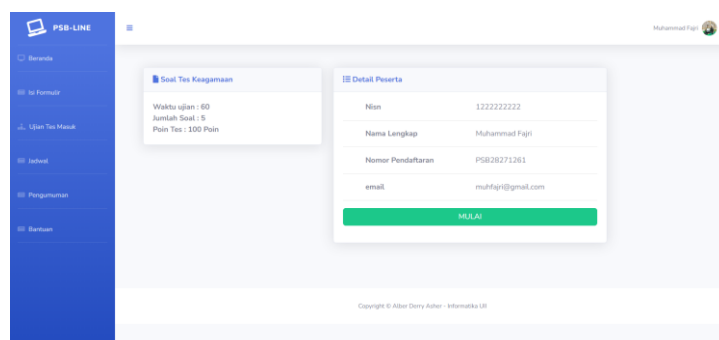 PSB-LINE
Muhammad Fajri
Beranda
Isi Formulir
Ujian Tes Masuk
Jadwal
Pengumuman
Bantuan
Soal Tes Keagamaan
Waktu ujian : 60
Jumlah Soal : 5
Poin Tes : 100 Poin
Detail Peserta
Nisn 1222222222
Nama Lengkap Muhammad Fajri
Nomor Pendaftaran PSB28271261
email muhfajri@gmail.com
MULAI
Copyright © Albar Derry Asher - Informatika UII